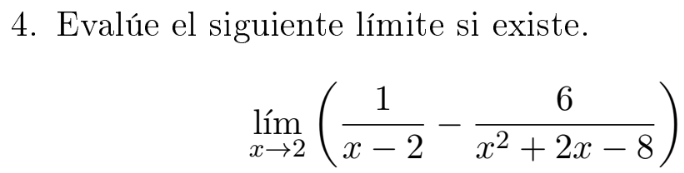 4. Evalúe el siguiente límite si existe.
lím x→2 ( 1 / (x − 2) − 6 / (x² + 2x − 8) )